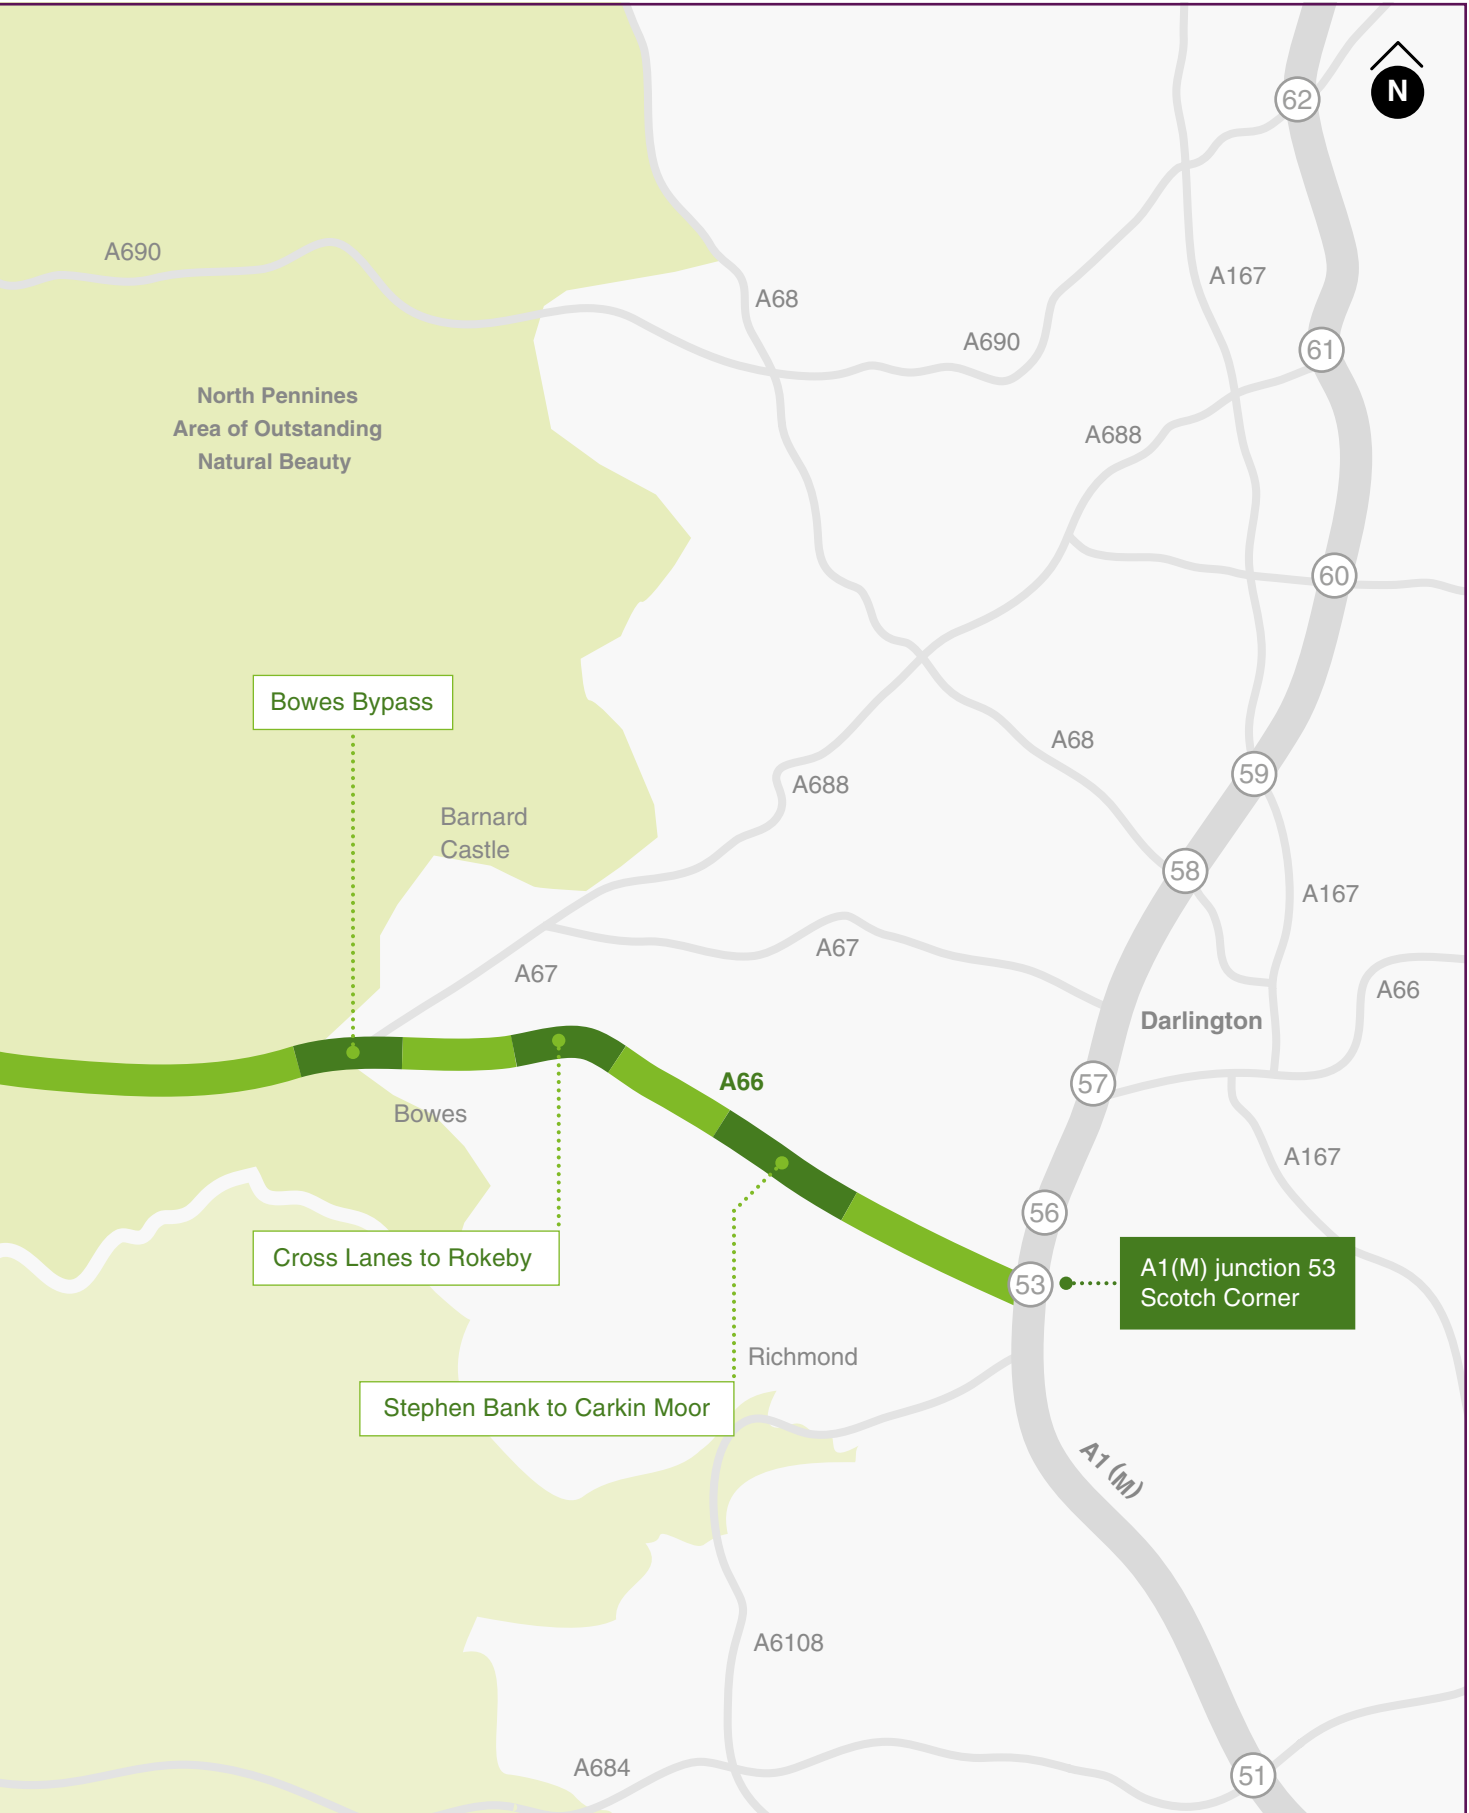 62
N
A690
A167
A68
A690
61
North Pennines
Area of Outstanding
Natural Beauty
A688
60
Bowes Bypass
A68
59
A688
Barnard
Castle
58
A167
A67
A67
A66
Darlington
A66
57
Bowes
A167
56
Cross Lanes to Rokeby
A1(M) junction 53
Scotch Corner
53
Richmond
Stephen Bank to Carkin Moor
A1 (M)
A6108
A684
51